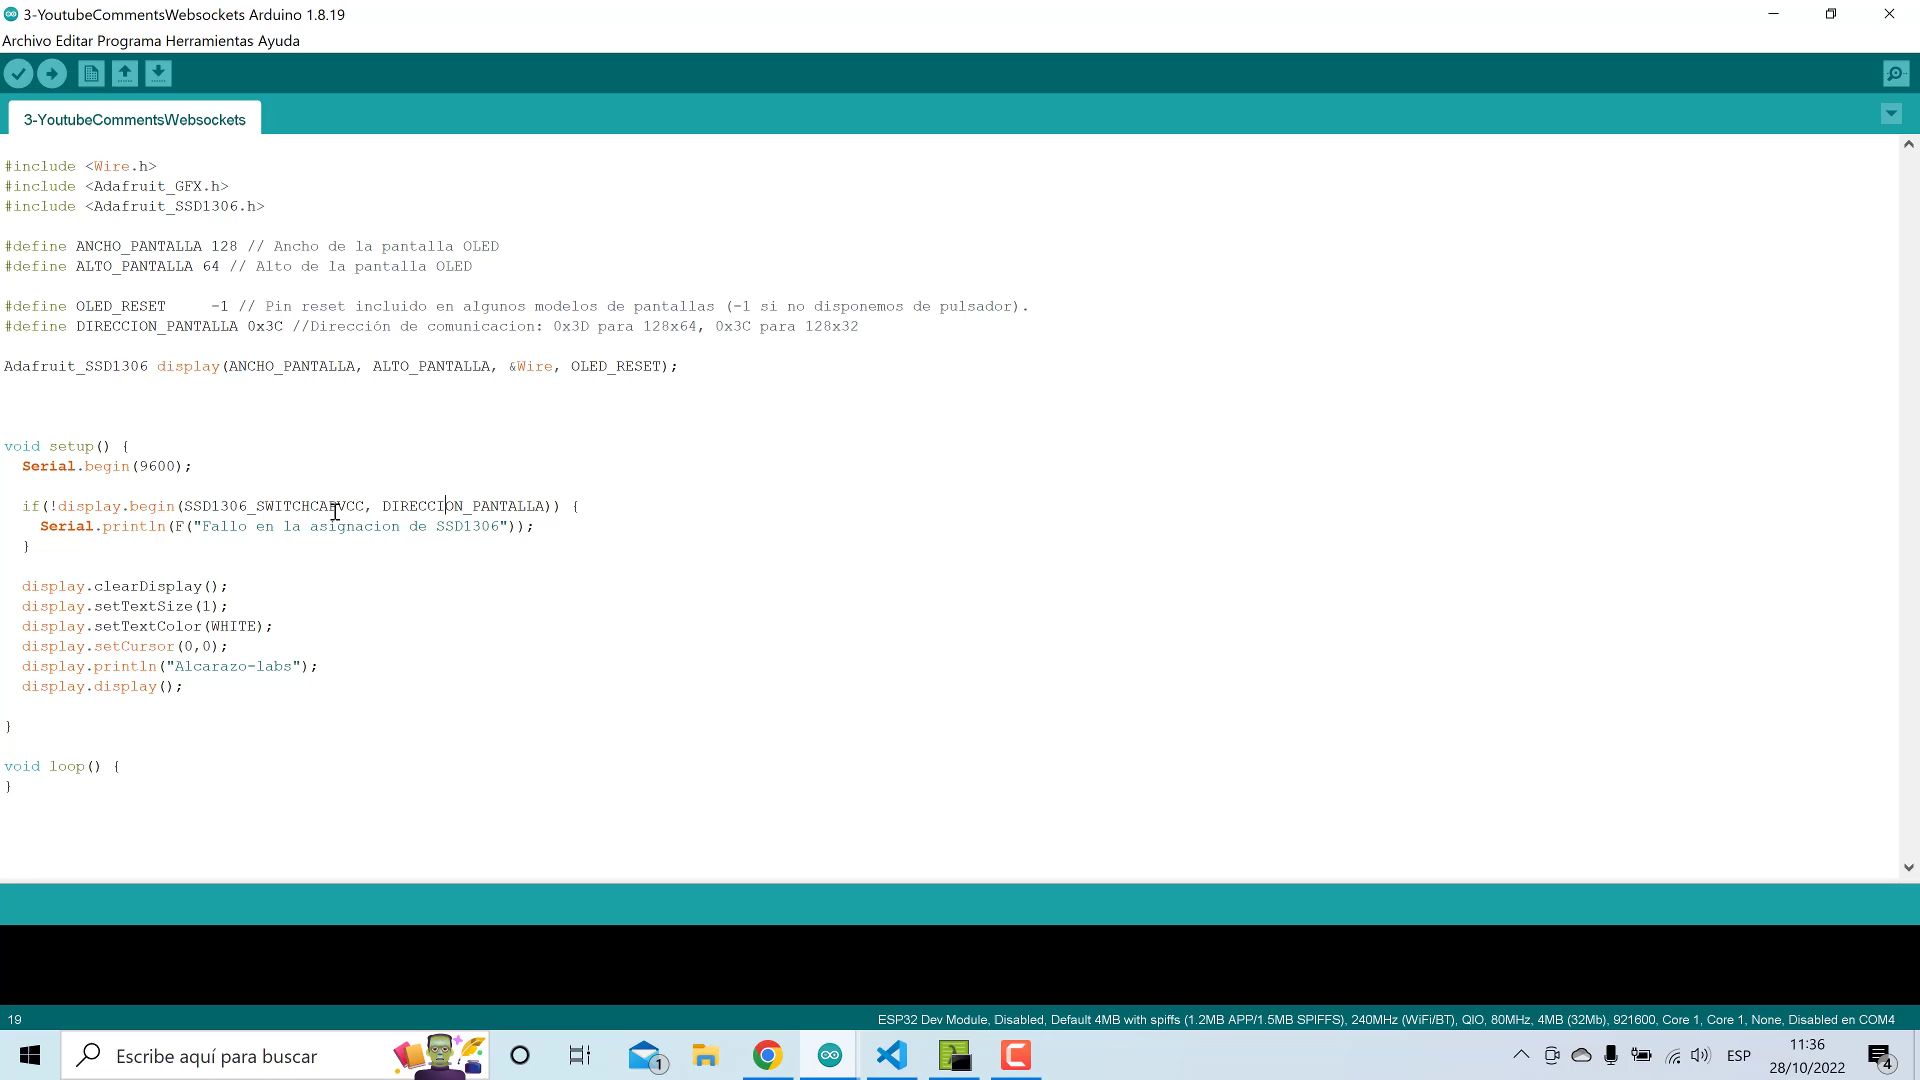 3-YoutubeCommentsWebsockets Arduino 1.8.19
Archivo Editar Programa Herramientas Ayuda
3-YoutubeCommentsWebsockets
#include <Wire.h>
#include <Adafruit_GFX.h>
#include <Adafruit_SSD1306.h>
#define ANCHO_PANTALLA 128 // Ancho de la pantalla OLED
#define ALTO_PANTALLA 64 // Alto de la pantalla OLED
#define OLED_RESET     -1 // Pin reset incluido en algunos modelos de pantallas (-1 si no disponemos de pulsador).
#define DIRECCION_PANTALLA 0x3C //Dirección de comunicacion: 0x3D para 128x64, 0x3C para 128x32
Adafruit_SSD1306 display(ANCHO_PANTALLA, ALTO_PANTALLA, &Wire, OLED_RESET);
void setup() {
  Serial.begin(9600);
  if(!display.begin(SSD1306_SWITCHCAPVCC, DIRECCION_PANTALLA)) {
    Serial.println(F("Fallo en la asignacion de SSD1306"));
  }
  display.clearDisplay();
  display.setTextSize(1);
  display.setTextColor(WHITE);
  display.setCursor(0,0);
  display.println("Alcarazo-labs");
  display.display();
}
void loop() {
}
19
ESP32 Dev Module, Disabled, Default 4MB with spiffs (1.2MB APP/1.5MB SPIFFS), 240MHz (WiFi/BT), QIO, 80MHz, 4MB (32Mb), 921600, Core 1, Core 1, None, Disabled en COM4
Escribe aquí para buscar
1
ESP
11:36
28/10/2022
4